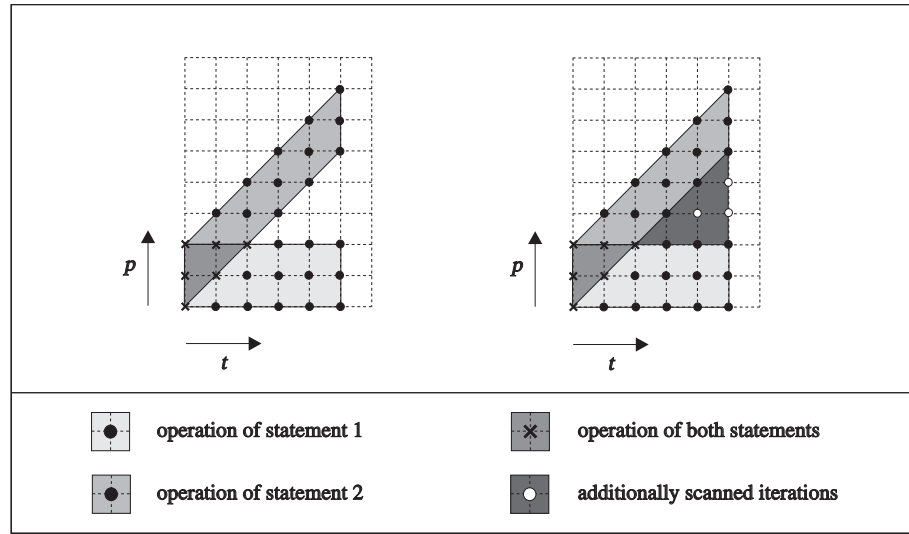 p
t
p
t
operation of statement 1
operation of both statements
operation of statement 2
additionally scanned iterations